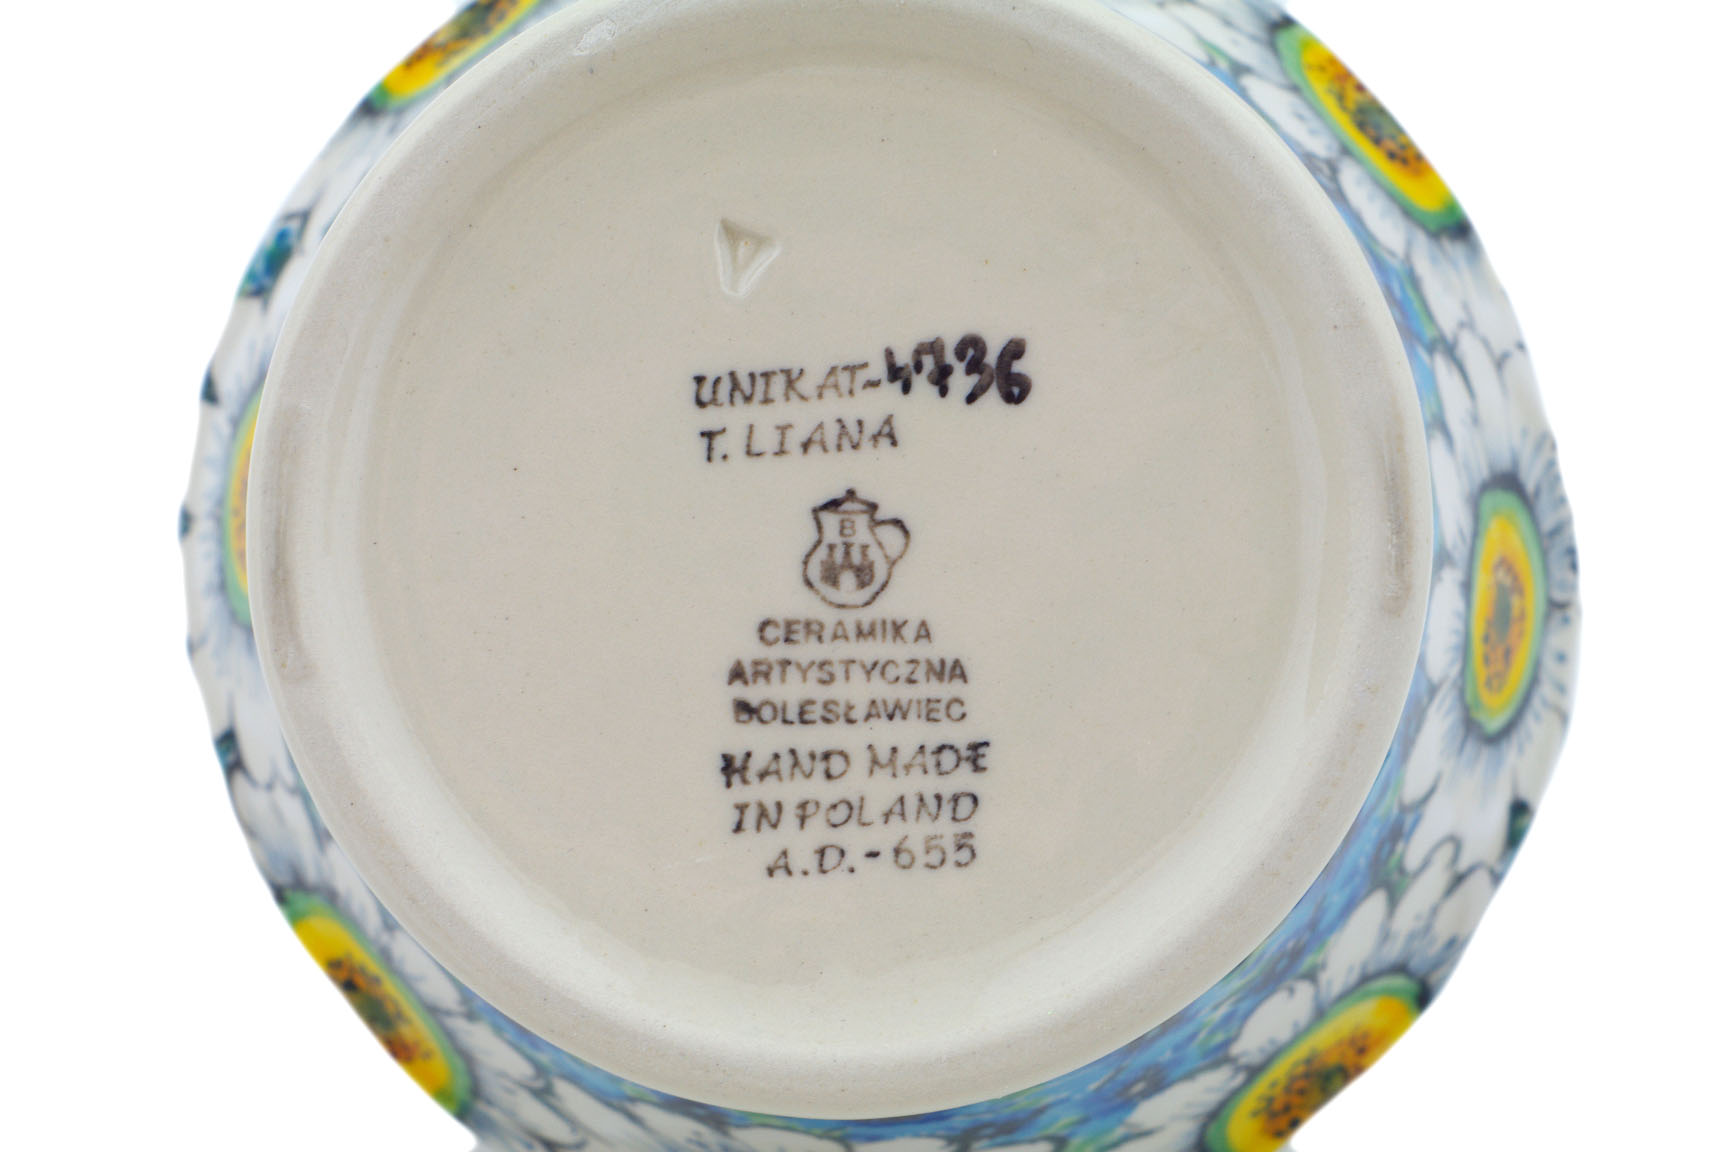 UNIKAT-4736
T. LIANA
B
CERAMIKA
ARTYSTYCZNA
BOLESŁAWIEC
HAND MADE
IN POLAND
A.D.-655